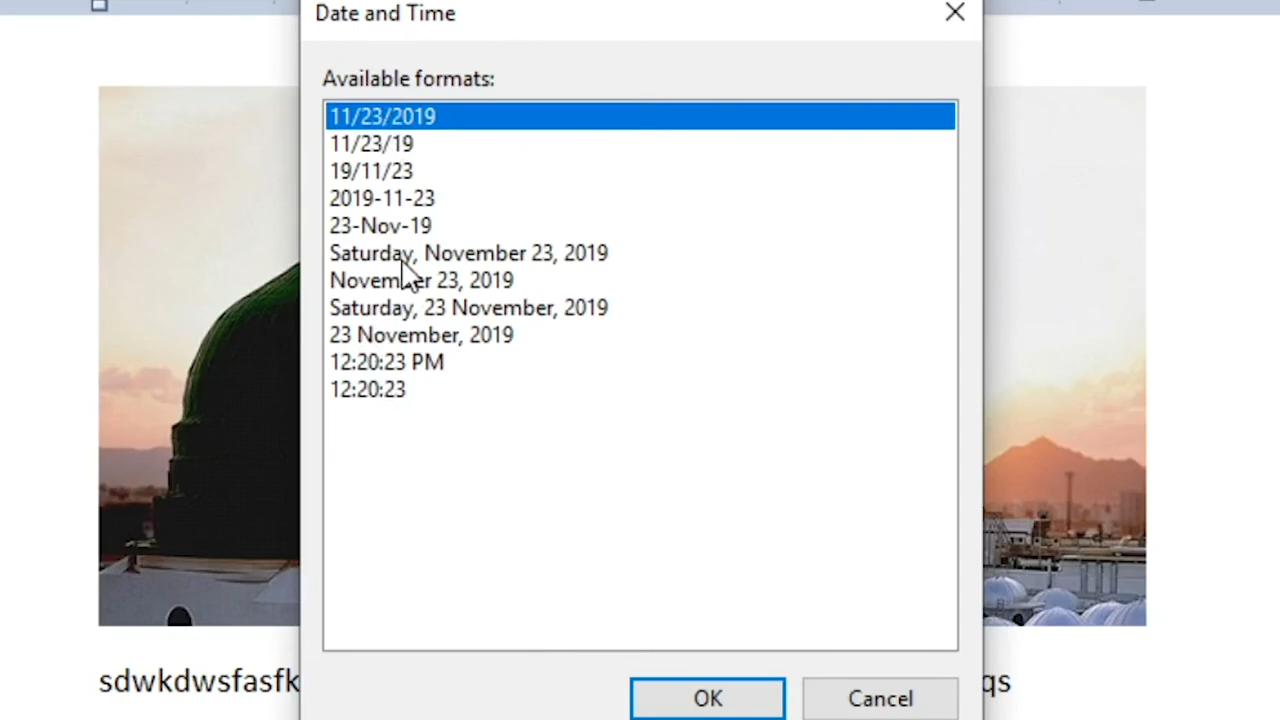 Date and Time
Available formats:
11/23/2019
11/23/19
19/11/23
2019-11-23
23-Nov-19
Saturday, November 23, 2019
November 23, 2019
Saturday, 23 November, 2019
23 November, 2019
12:20:23 PM
12:20:23
OK
Cancel
sdwkdwsfasfk
qs